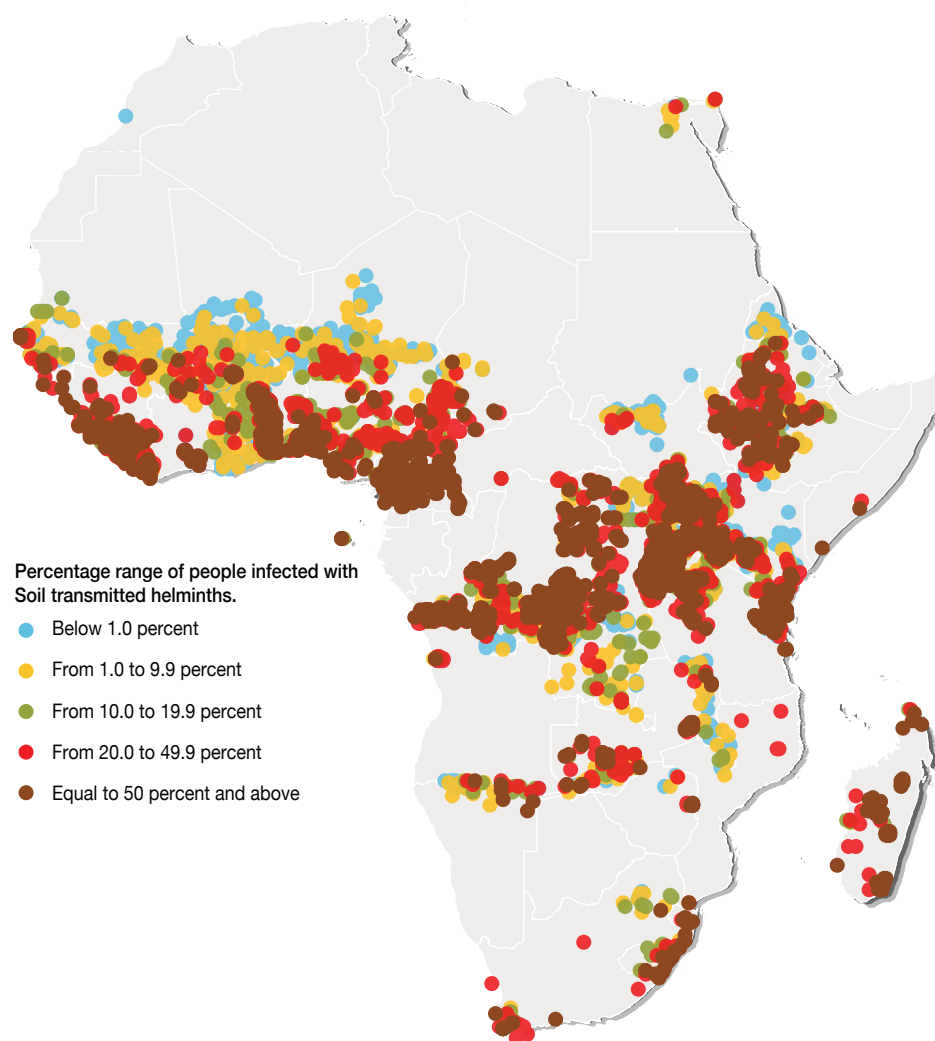 Percentage range of people infected with
Soil transmitted helminths.
Below 1.0 percent
From 1.0 to 9.9 percent
From 10.0 to 19.9 percent
From 20.0 to 49.9 percent
Equal to 50 percent and above